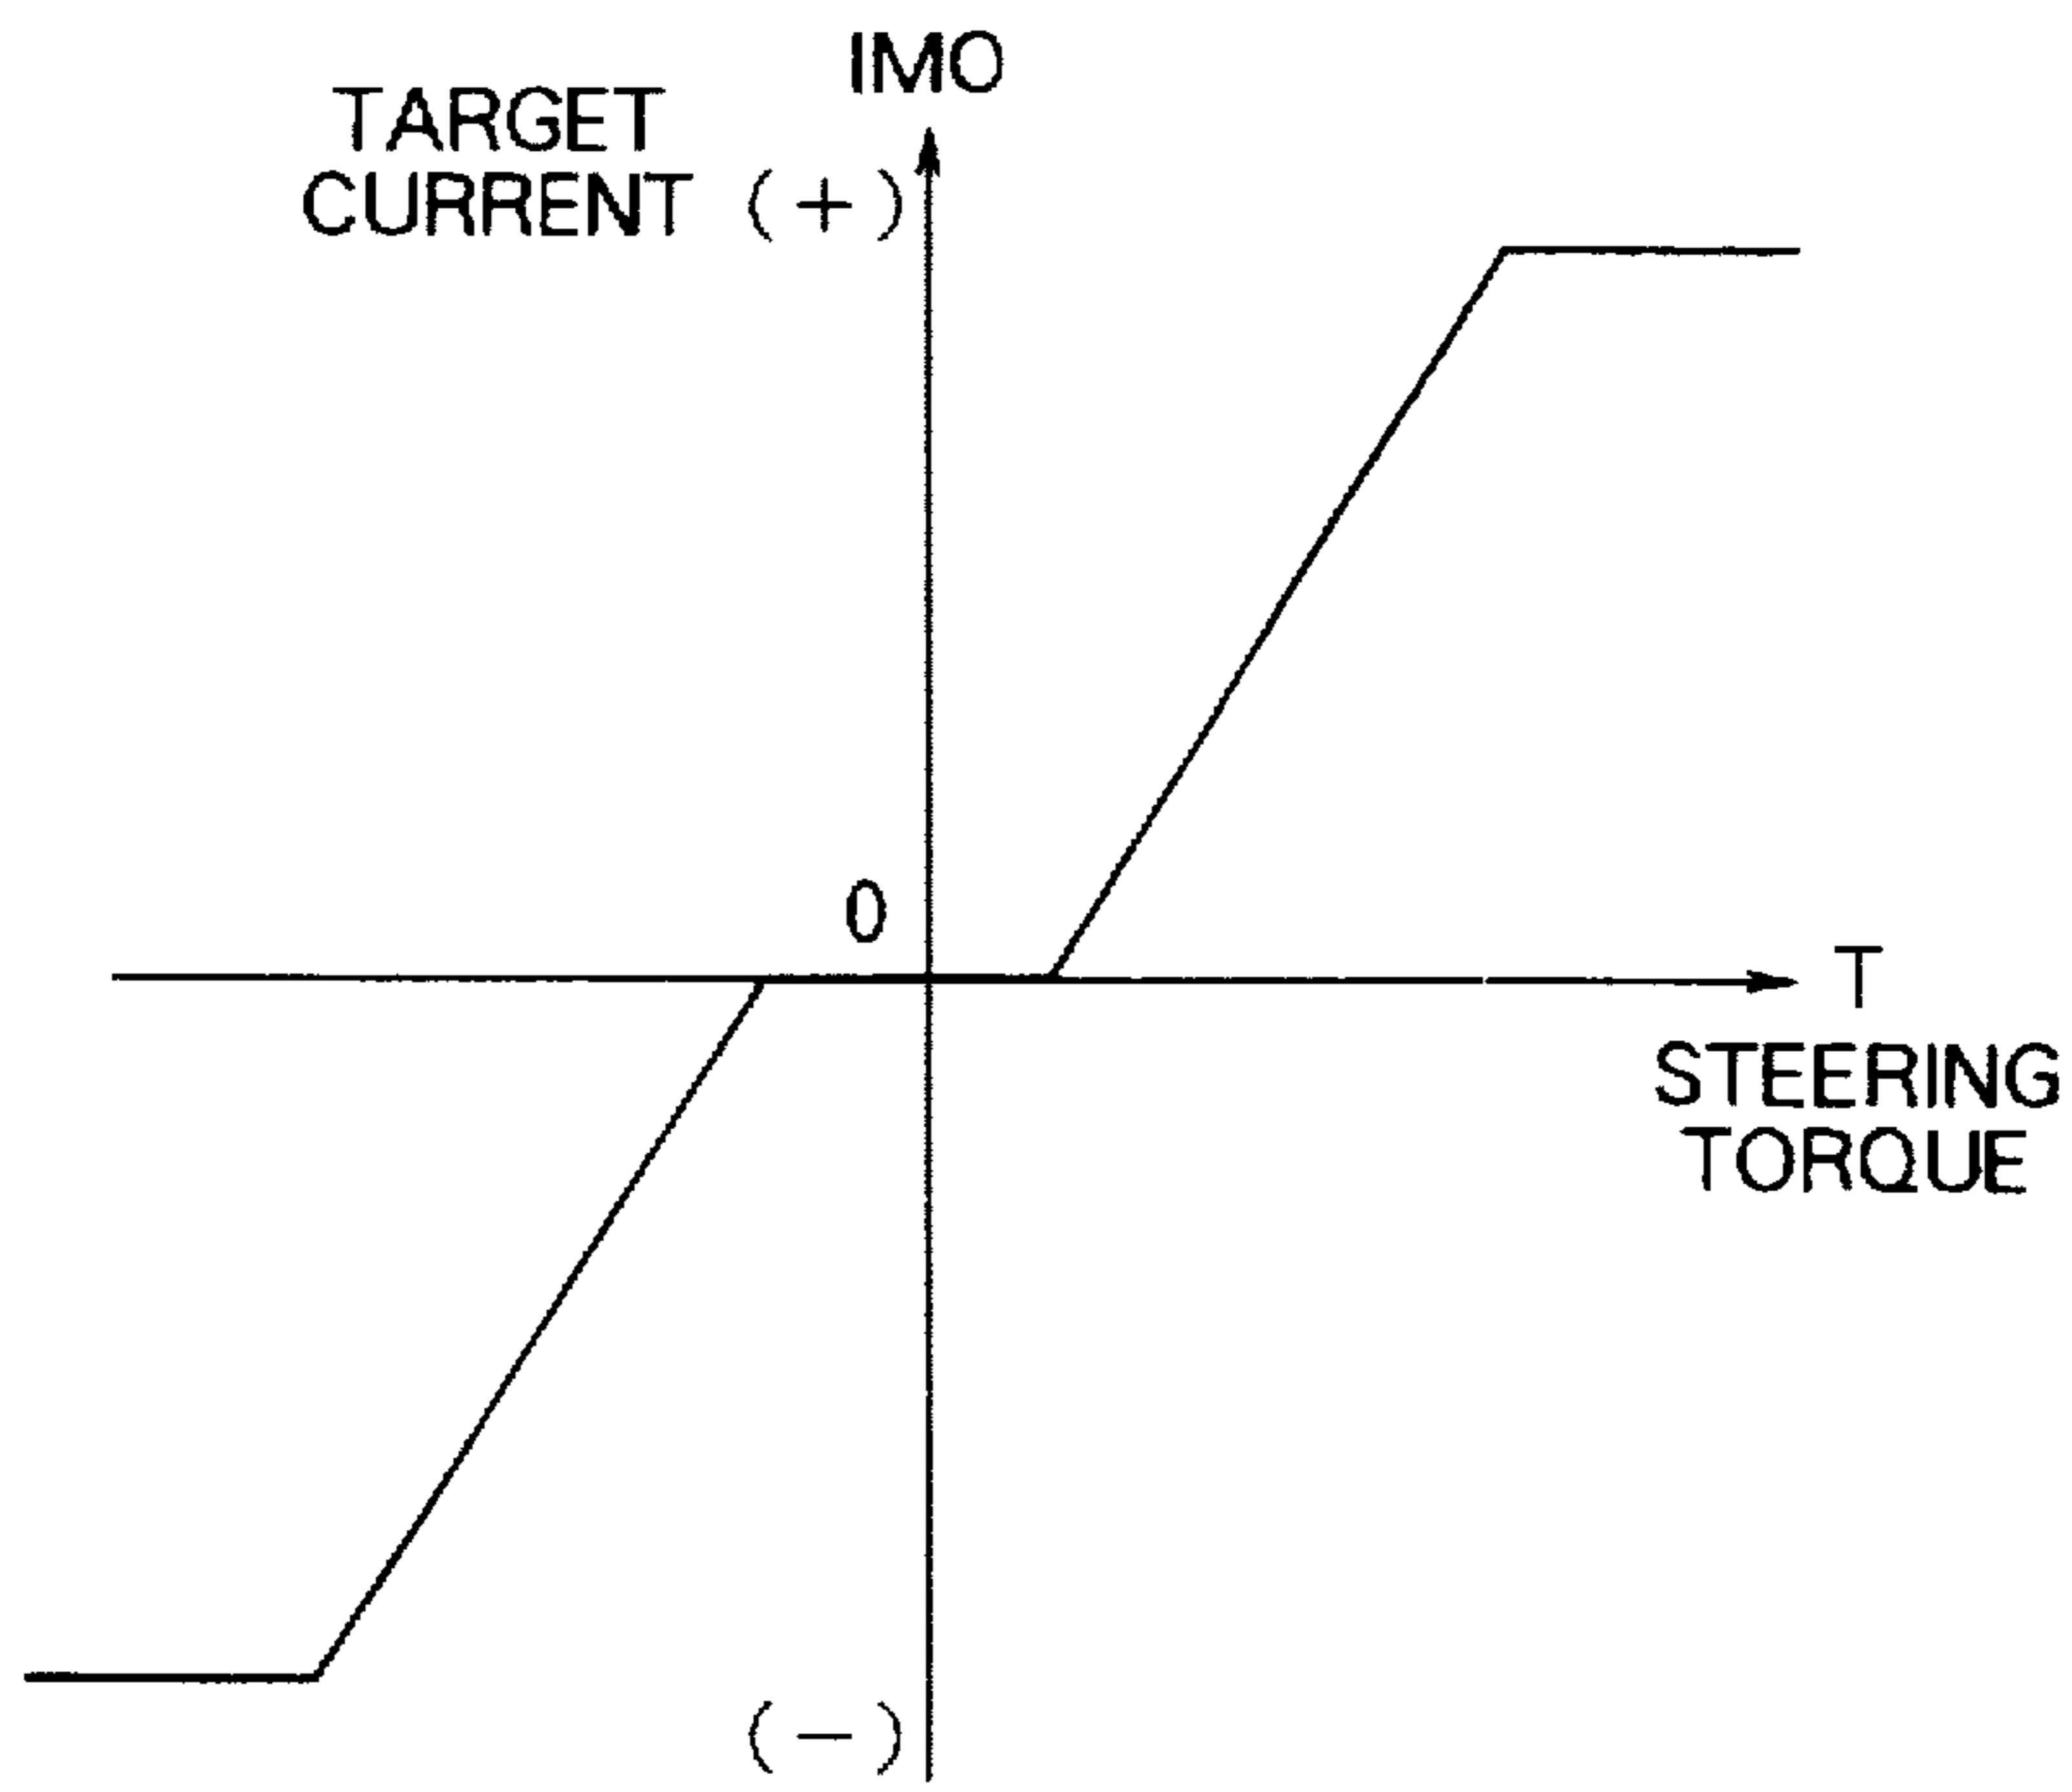 IMO
TARGET
CURRENT (+)
0
T
STEERING
TORQUE
(-)